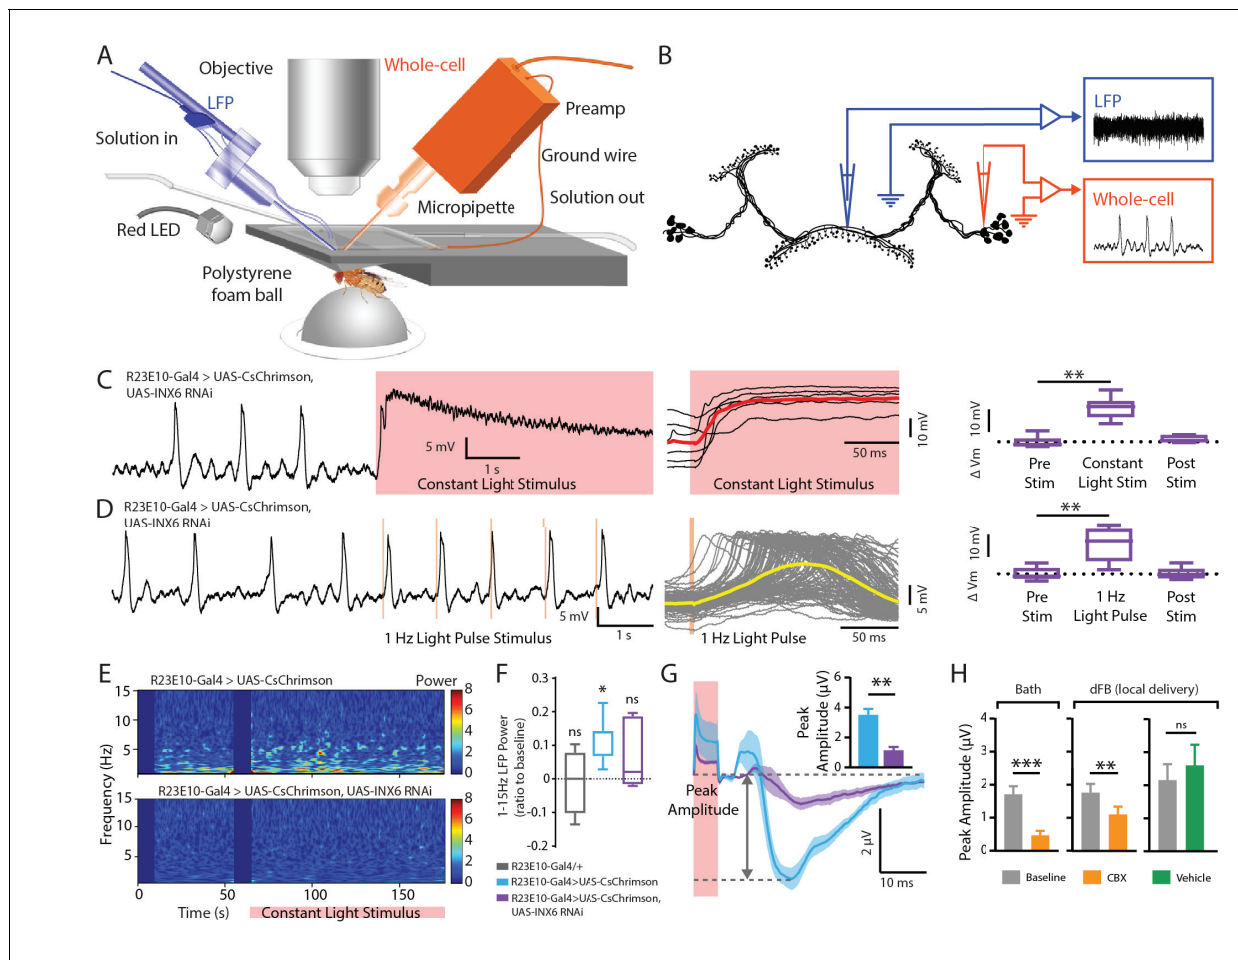 A
Objective
Whole-cell
LFP
Preamp
Solution in
Ground wire
Solution out
Micropipette
Red LED
Polystyrene
foam ball
B
LFP
Whole-cell
C
R23E10-Gal4 > UAS-CsChrimson,
UAS-INX6 RNAi
5 mV
1 s
Constant Light Stimulus
10 mV
50 ms
Constant Light Stimulus
**
Δ Vm
10 mV
Pre
Stim
Constant
Light Stim
Post
Stim
D
R23E10-Gal4 > UAS-CsChrimson,
UAS-INX6 RNAi
5 mV
1 s
1 Hz Light Pulse Stimulus
5 mV
50 ms
1 Hz Light Pulse
**
Δ Vm
10 mV
Pre
Stim
1 Hz
Light Pulse
Post
Stim
E
R23E10-Gal4 > UAS-CsChrimson
Power
15
10
5
8
6
4
2
0
Frequency (Hz)
R23E10-Gal4 > UAS-CsChrimson, UAS-INX6 RNAi
15
10
5
8
6
4
2
0
0
50
100
150
Time (s)
Constant Light Stimulus
F
1-15Hz LFP Power
(ratio to baseline)
0.3
0.2
0.1
0
-0.1
-0.2
ns
*
ns
R23E10-Gal4/+
R23E10-Gal4>UAS-CsChrimson
R23E10-Gal4>UAS-CsChrimson,
UAS-INX6 RNAi
G
Peak
Amplitude
Peak
Amplitude (µV)
6
4
2
0
**
2 µV
10 ms
H
Bath
dFB (local delivery)
Peak Amplitude (µV)
4
3
2
1
0
***
**
ns
Baseline
CBX
Vehicle